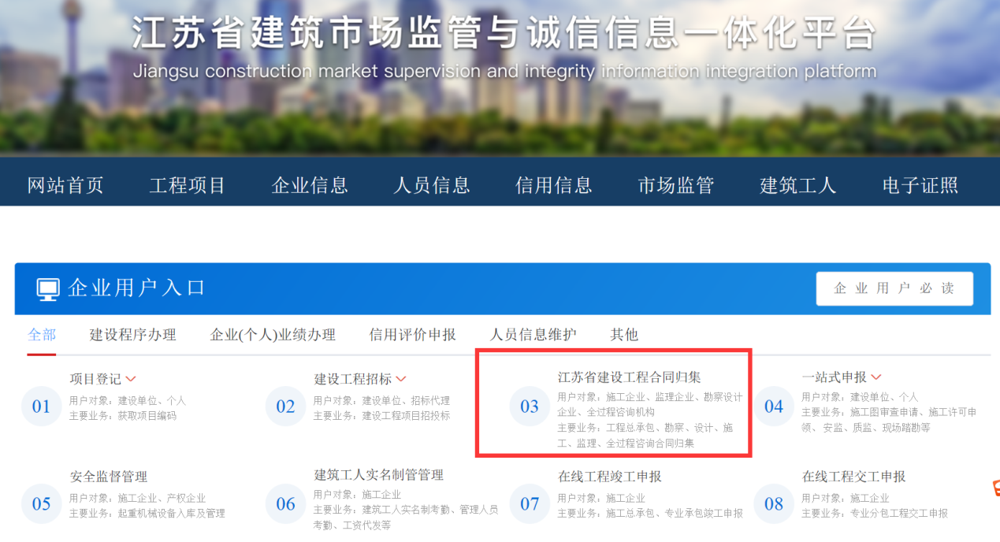 江苏省建筑市场监管与诚信信息一体化平台
Jiangsu construction market supervision and integrity information integration platform
网站首页 工程项目 企业信息 人员信息 信用信息 市场监管 建筑工人 电子证照
企业用户入口 企业用户必读
全部 建设程序办理 企业(个人)业绩办理 信用评价申报 人员信息维护 其他
01
项目登记
用户对象：建设单位、个人
主要业务：获取项目编码
02
建设工程招标
用户对象：建设单位、招标代理
主要业务：建设工程项目招投标
03
江苏省建设工程合同归集
用户对象：施工企业、监理企业、勘察设计
企业、全过程咨询机构
主要业务：工程总承包、勘察、设计、施
工、监理、全过程咨询合同归集
04
一站式申报
用户对象：建设单位、个人
主要业务：施工图审查申请、施工许可申
领、 安监、质监、现场踏勘等
05
安全监督管理
用户对象：施工企业、产权企业
主要业务：起重机械设备入库及管理
06
建筑工人实名制管管理
用户对象：施工企业
主要业务：建筑工人实名制考勤、管理人员
考勤、工资代发等
07
在线工程竣工申报
用户对象：施工企业
主要业务：施工总承包、专业承包竣工申报
08
在线工程交工申报
用户对象：施工企业
主要业务：专业分包工程交工申报